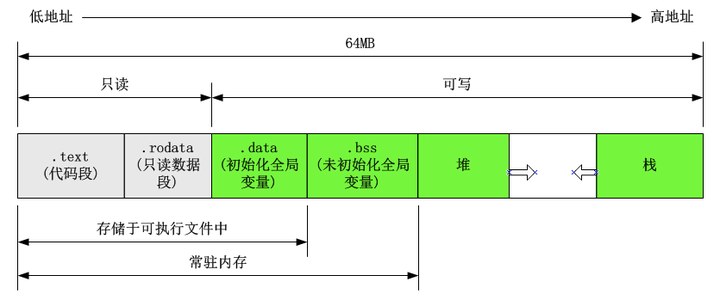 低地址
高地址
64MB
只读
可写
.text
(代码段)
.rodata
(只读数据
段)
.data
(初始化全局
变量)
.bss
(未初始化全局
变量)
堆
栈
存储于可执行文件中
常驻内存